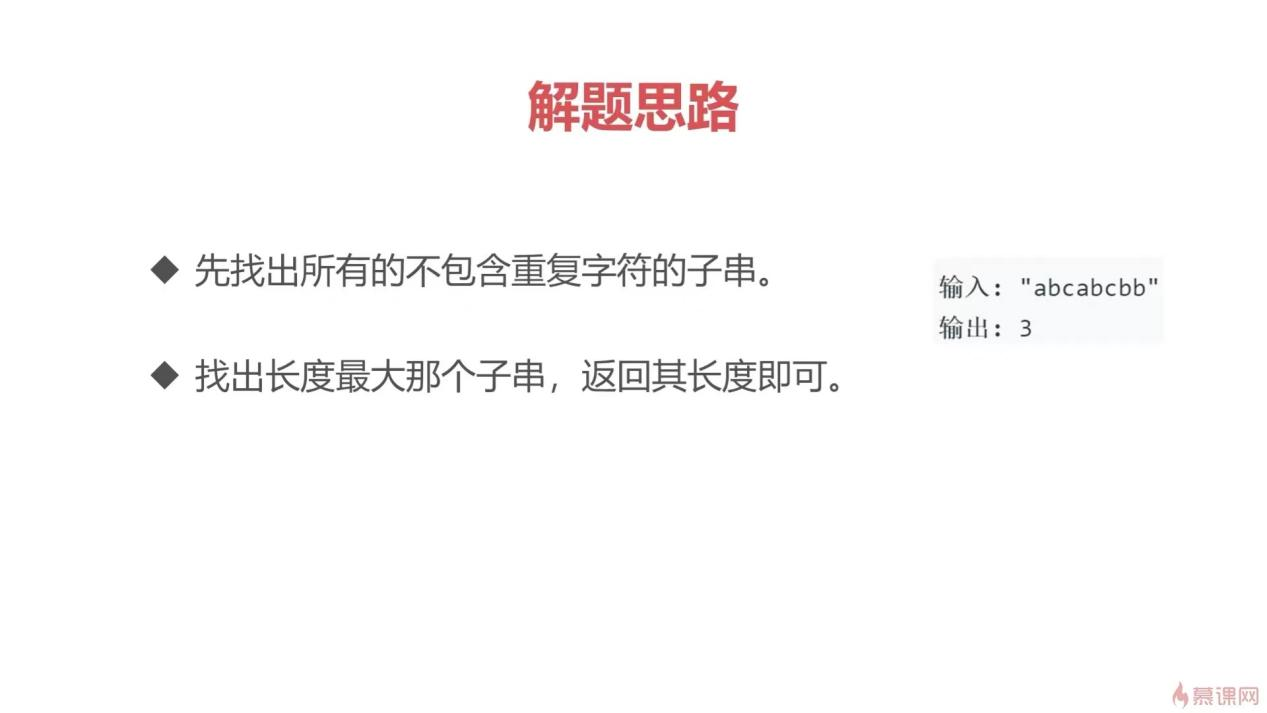 解题思路
◆ 先找出所有的不包含重复字符的子串。
输入："abcabcbb"
输出：3
◆ 找出长度最大那个子串，返回其长度即可。
慕课网